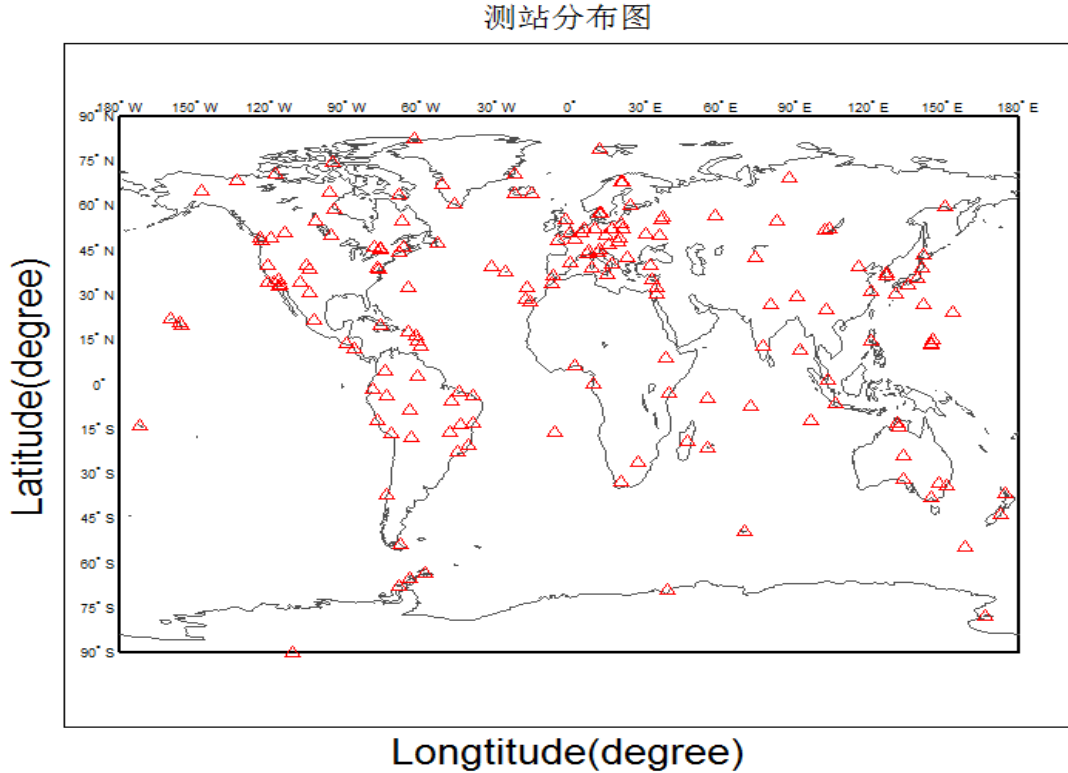 测站分布图
180° W 150° W 120° W 90° W 60° W 30° W 0° 30° E 60° E 90° E 120° E 150° E 180° E
90° N
75° N
60° N
45° N
30° N
15° N
0°
15° S
30° S
45° S
60° S
75° S
90° S
Latitude(degree)
Longtitude(degree)